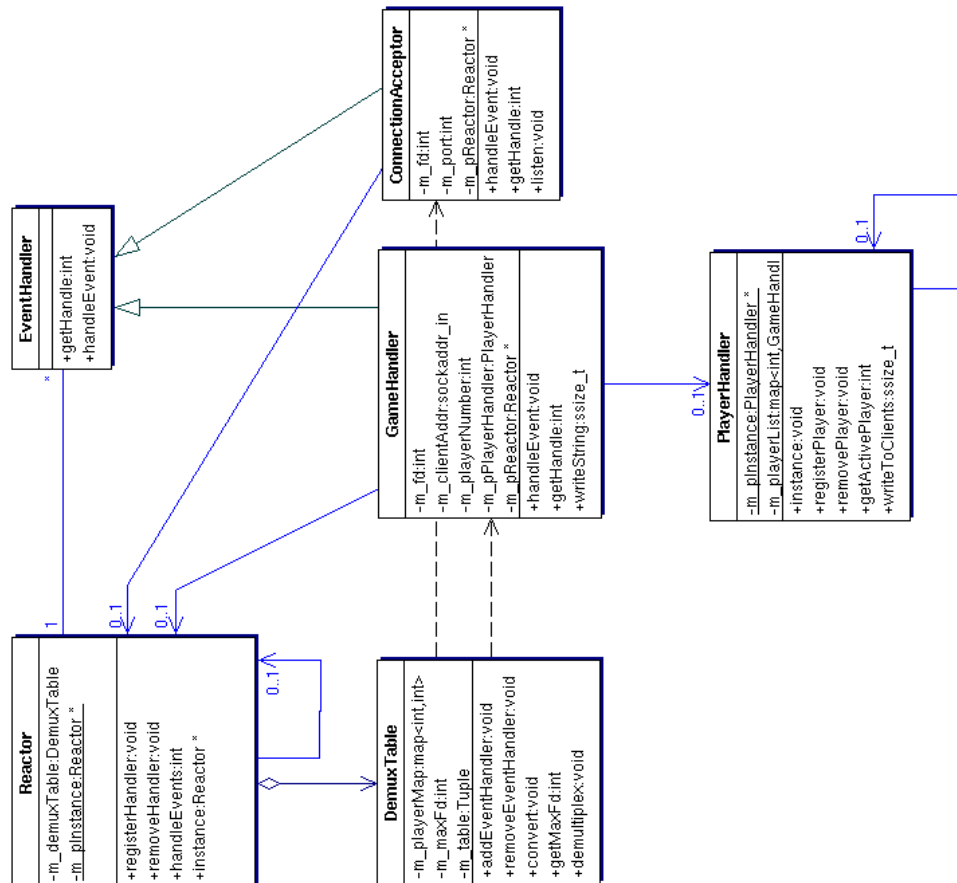 Reactor
-m_demuxTable:DemuxTable
-m_pInstance:Reactor *
+registerHandler:void
+removeHandler:void
+handleEvents:int
+instance:Reactor *
1
*
0..1
0..1
0..1
EventHandler
+getHandle:int
+handleEvent:void
DemuxTable
-m_playerMap:map<int,int>
-m_maxFd:int
-m_table:Tuple
+addEventHandler:void
+removeEventHandler:void
+convert:void
+getMaxFd:int
+demultiplex:void
GameHandler
-m_fd:int
-m_clientAddr:sockaddr_in
-m_playerNumber:int
-m_pPlayerHandler:PlayerHandler
-m_pReactor:Reactor *
+handleEvent:void
+getHandle:int
+writeString:ssize_t
ConnectionAcceptor
-m_fd:int
-m_port:int
-m_pReactor:Reactor *
+handleEvent:void
+getHandle:int
+listen:void
0..1
0..1
PlayerHandler
-m_pInstance:PlayerHandler *
-m_playerList:map<int,GameHandl
+instance:void
+registerPlayer:void
+removePlayer:void
+getActivePlayer:int
+writeToClients:ssize_t